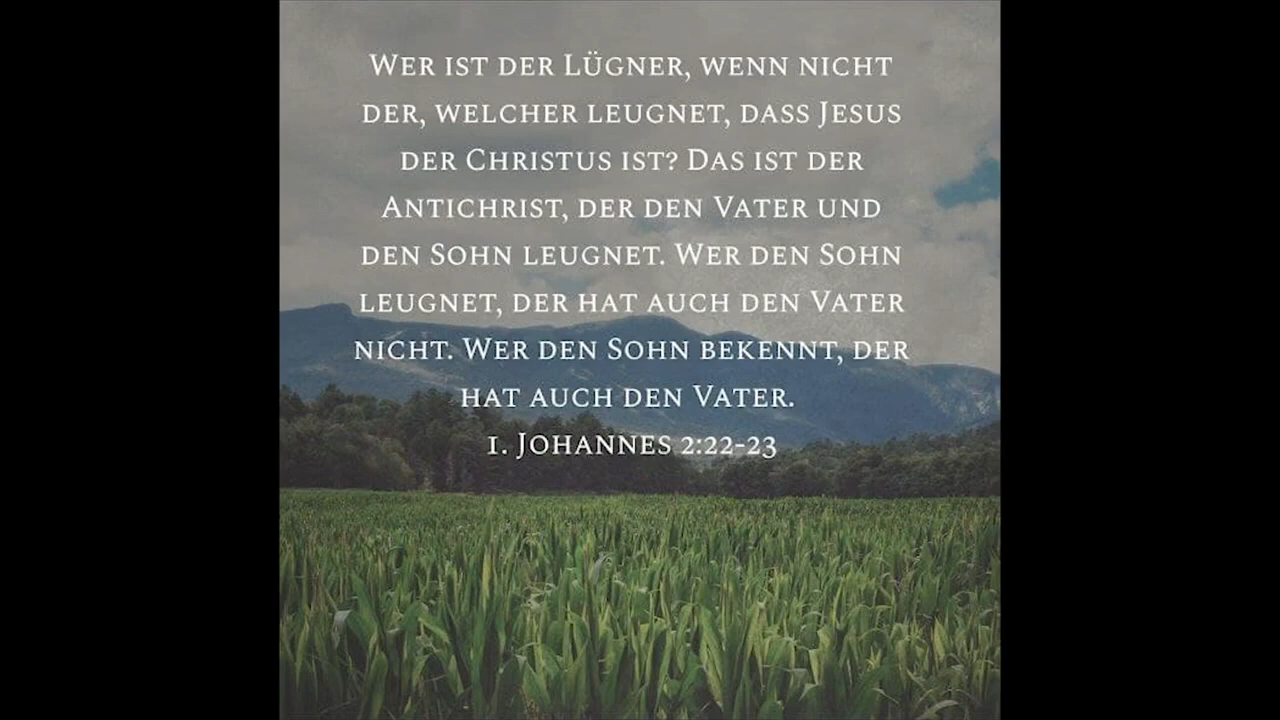 Wer ist der Lügner, wenn nicht
der, welcher leugnet, dass Jesus
der Christus ist? Das ist der
Antichrist, der den Vater und
den Sohn leugnet. Wer den Sohn
leugnet, der hat auch den Vater
nicht. Wer den Sohn bekennt, der
hat auch den Vater.
1. Johannes 2:22-23